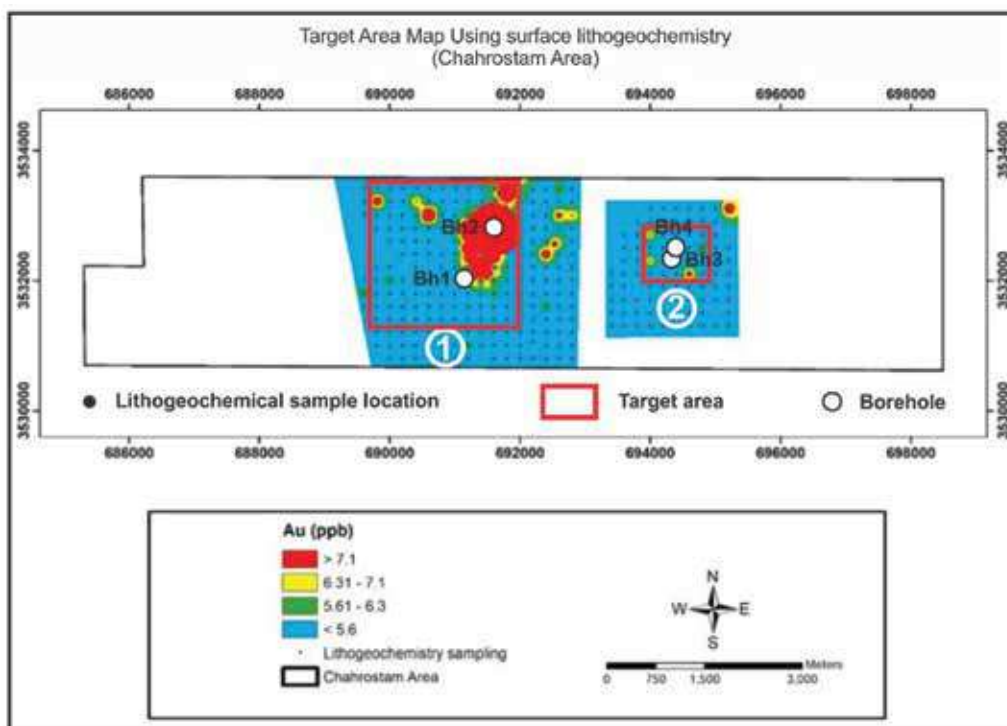 Target Area Map Using surface lithogeochemistry
(Chahrostam Area)
686000 688000 690000 692000 694000 696000 698000
3534000 3534000
Bh2 Bh4
Bh3
Bh1
3532000 3532000
1 2
Lithogeochemical sample location Target area Borehole
3530000 3530000
686000 688000 690000 692000 694000 696000 698000
Au (ppb)
> 7.1
6.31 - 7.1
5.61 - 6.3
< 5.6
Lithogeochemistry sampling
Chahrostam Area
N
W E
S
Meters
0 750 1,500 3,000